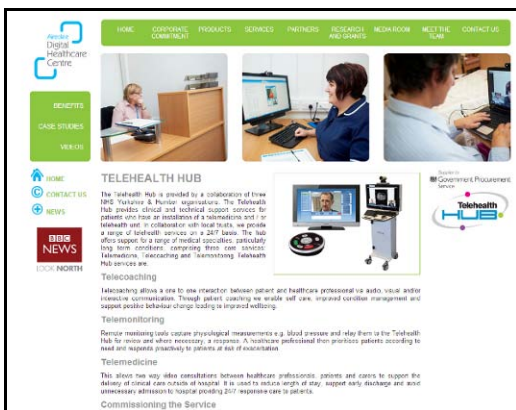 Airedale
Digital
Healthcare
Centre
HOME
CORPORATE
COMMITMENT
PRODUCTS
SERVICES
PARTNERS
RESEARCH
AND GRANTS
MEDIA ROOM
MEET THE
TEAM
CONTACT US
BENEFITS
CASE STUDIES
VIDEOS
HOME
CONTACT US
NEWS
BBC
NEWS
LOOK NORTH
TELEHEALTH HUB
The Telehealth Hub is provided by a collaboration of three
NHS Yorkshire & Humber organisations. The Telehealth
Hub provides clinical and technical support services for
patients who have an installation of a telemedicine and / or
telehealth unit. In collaboration with local trusts, we provide
a range of telehealth services on a 24/7 basis. The hub
offers support for a range of medical specialties, particularly
long term conditions, comprising three core services:
Telemedicine, Telecoaching and Telemonitoring. Telehealth
Hub services are:
Government Procurement
Service
Telehealth
HUB
Telecoaching
Telecoaching allows a one to one interaction between patient and healthcare professional via audio, visual and/or
interactive communication. Through patient coaching we enable self care, improved condition management and
support positive behaviour change leading to improved wellbeing.
Telemonitoring
Remote monitoring tools capture physiological measurements e.g. blood pressure and relay them to the Telehealth
Hub for review and where necessary, a response. A healthcare professional then prioritises patients according to
need and responds proactively to patients at risk of exacerbation.
Telemedicine
This allows two way video consultations between healthcare professionals, patients and carers to support the
delivery of clinical care outside of hospital. It is used to reduce length of stay, support early discharge and avoid
unnecessary admission to hospital providing 24/7 responsive care to patients.
Commissioning the Service